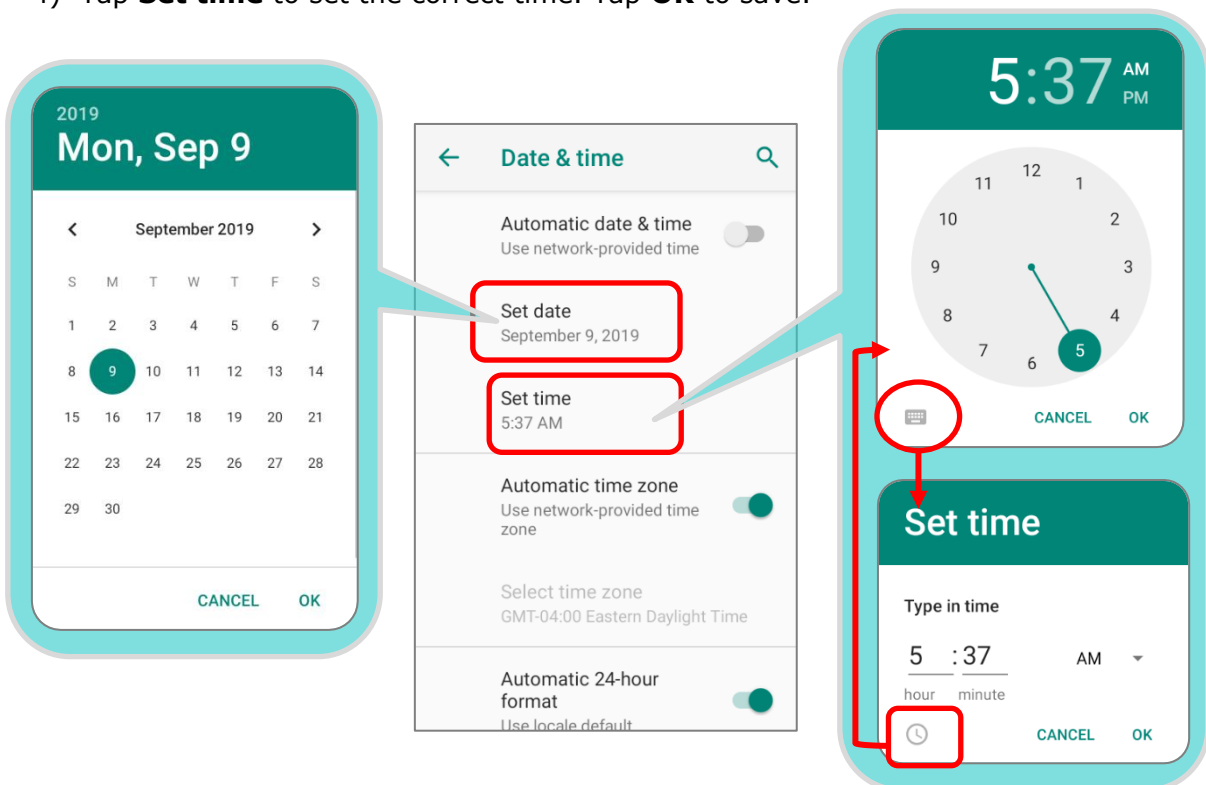 Tap Set time to set the correct time. Tap OK to save.
2019
Mon, Sep 9
September 2019
S M T W T F S
1 2 3 4 5 6 7
8 9 10 11 12 13 14
15 16 17 18 19 20 21
22 23 24 25 26 27 28
29 30
CANCEL OK
Date & time
Automatic date & time
Use network-provided time
Set date
September 9, 2019
Set time
5:37 AM
Automatic time zone
Use network-provided time
zone
Select time zone
GMT-04:00 Eastern Daylight Time
Automatic 24-hour
format
Use locale default
5:37 AM
PM
12
11 1
10 2
9 3
8 4
7 5
6
CANCEL OK
Set time
Type in time
5 : 37 AM
hour minute
CANCEL OK